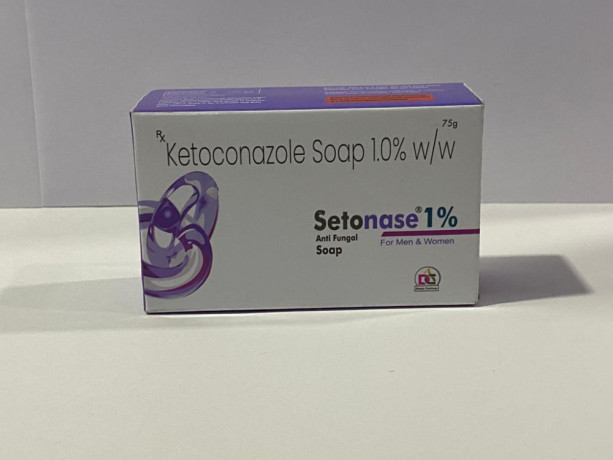 75g
Rx
Ketoconazole Soap 1.0% w/w
Setonase® 1%
Anti Fungal
For Men & Women
Soap